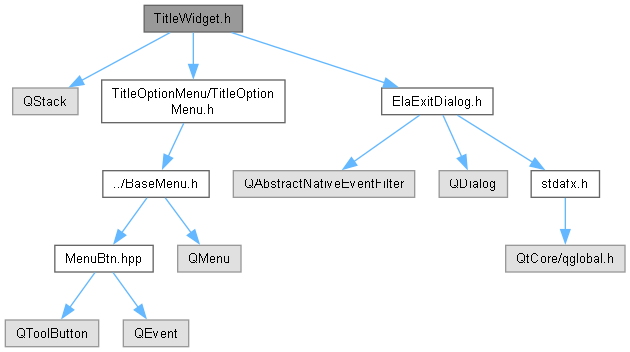 TitleWidget.h
QStack
TitleOptionMenu/TitleOption
Menu.h
ElaExitDialog.h
../BaseMenu.h
QAbstractNativeEventFilter
QDialog
stdafx.h
MenuBtn.hpp
QMenu
QtCore/qglobal.h
QToolButton
QEvent